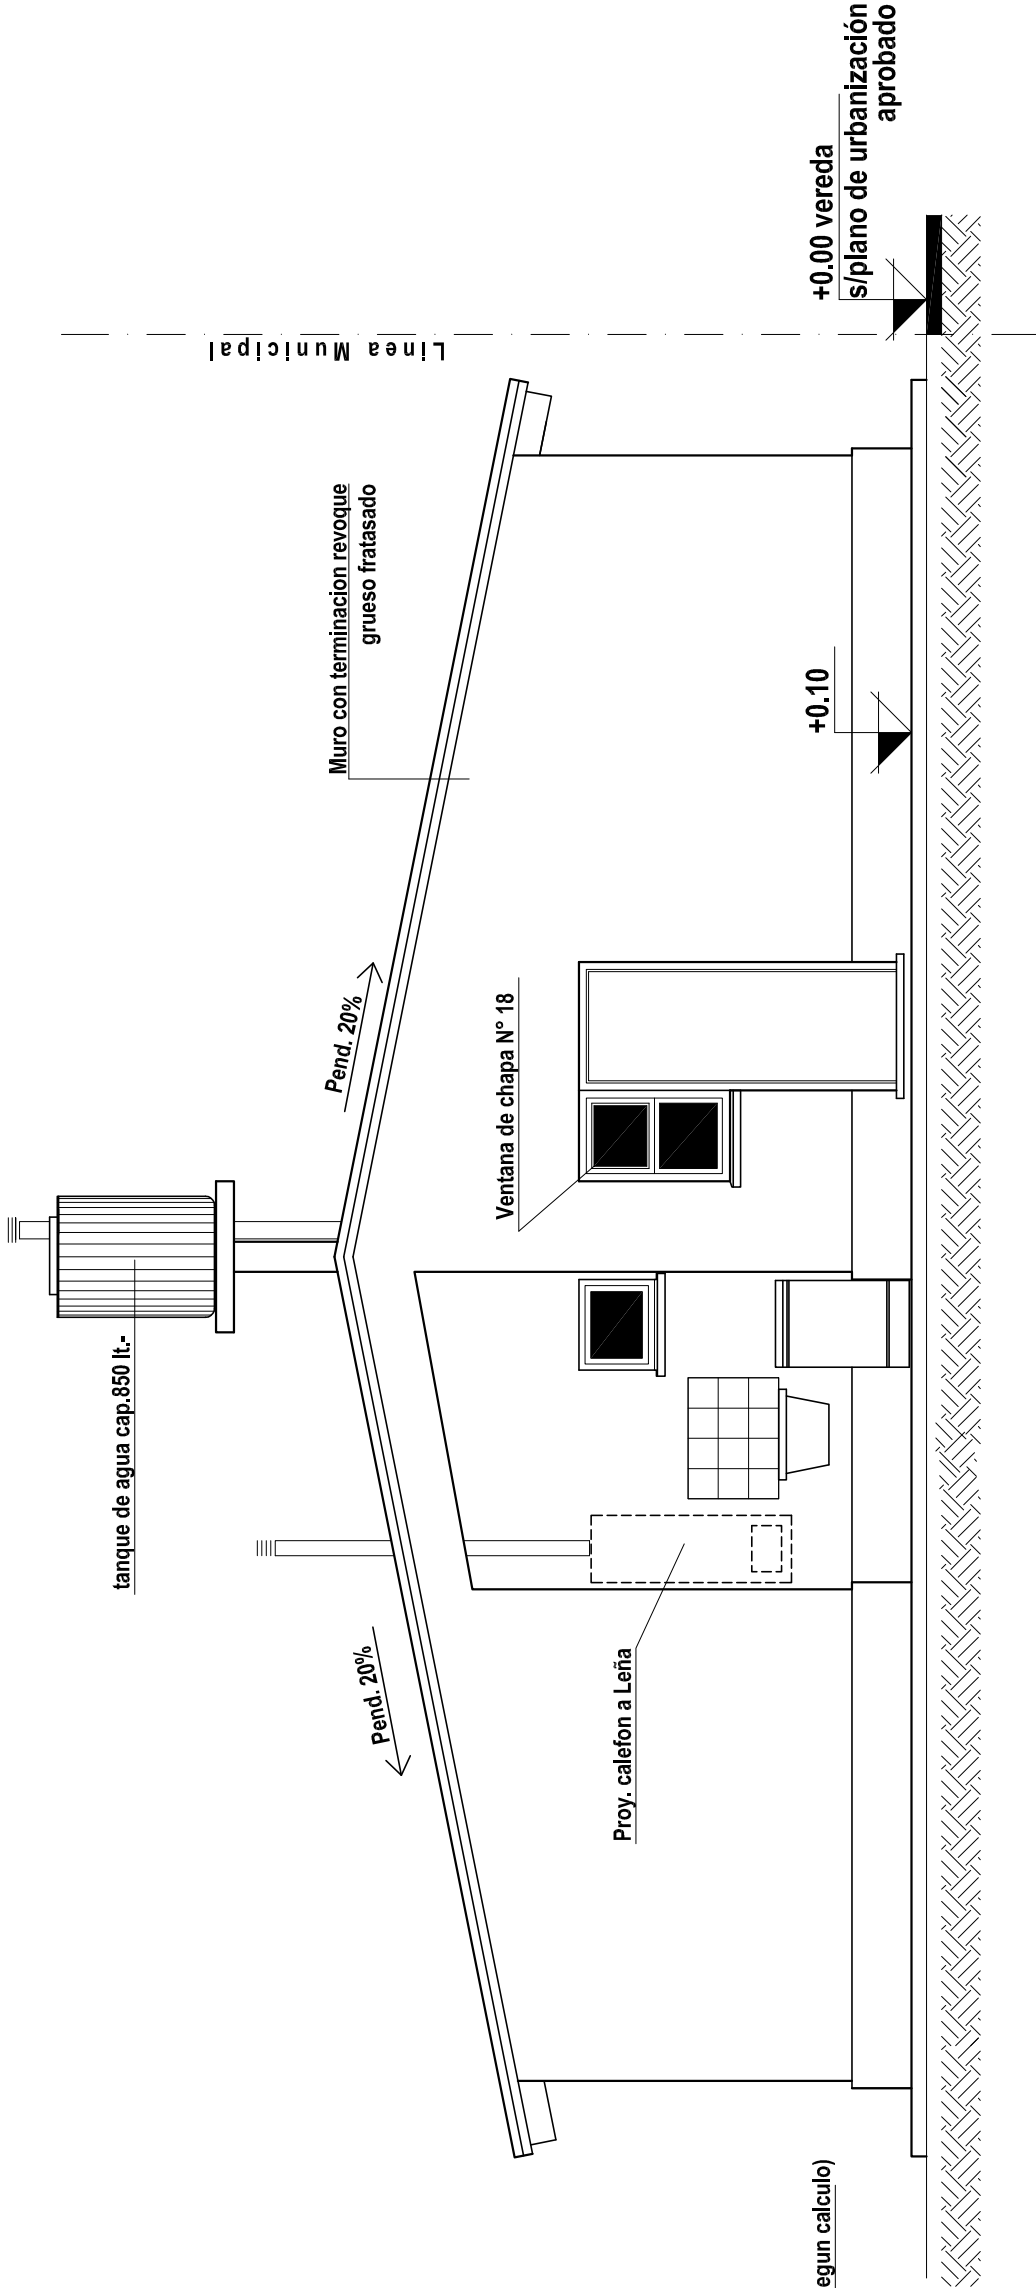 tanque de agua cap.850 lt.-
Pend. 20%
Pend. 20%
Muro con terminacion revoque
grueso fratasado
Linea Municipal
Ventana de chapa N° 18
Proy. calefon a Leña
+0.10
+0.00 vereda
s/plano de urbanización
aprobado
egun calculo)